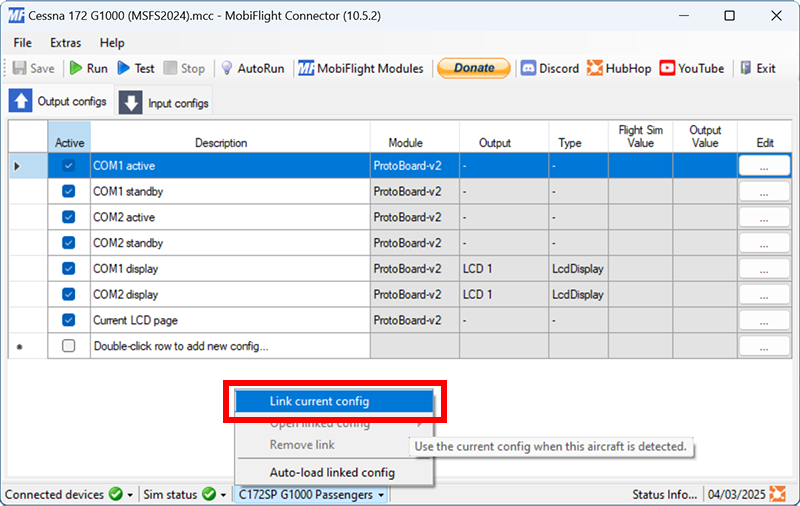 MF Cessna 172 G1000 (MSFS2024).mcc - MobiFlight Connector (10.5.2)
File Extras Help
Save Run Test Stop AutoRun MF MobiFlight Modules Donate Discord HubHop YouTube Exit
Output configs Input configs
Active Description Module Output Type Flight Sim Value Output Value Edit
COM1 active ProtoBoard-v2 - - ...
COM1 standby ProtoBoard-v2 - - ...
COM2 active ProtoBoard-v2 - - ...
COM2 standby ProtoBoard-v2 - - ...
COM1 display ProtoBoard-v2 LCD 1 LcdDisplay ...
COM2 display ProtoBoard-v2 LCD 1 LcdDisplay ...
Current LCD page ProtoBoard-v2 - - ...
Double-click row to add new config... ...
Link current config
Open linked config
Remove link
Use the current config when this aircraft is detected.
Auto-load linked config
Connected devices Sim status C172SP G1000 Passengers Status Info... 04/03/2025